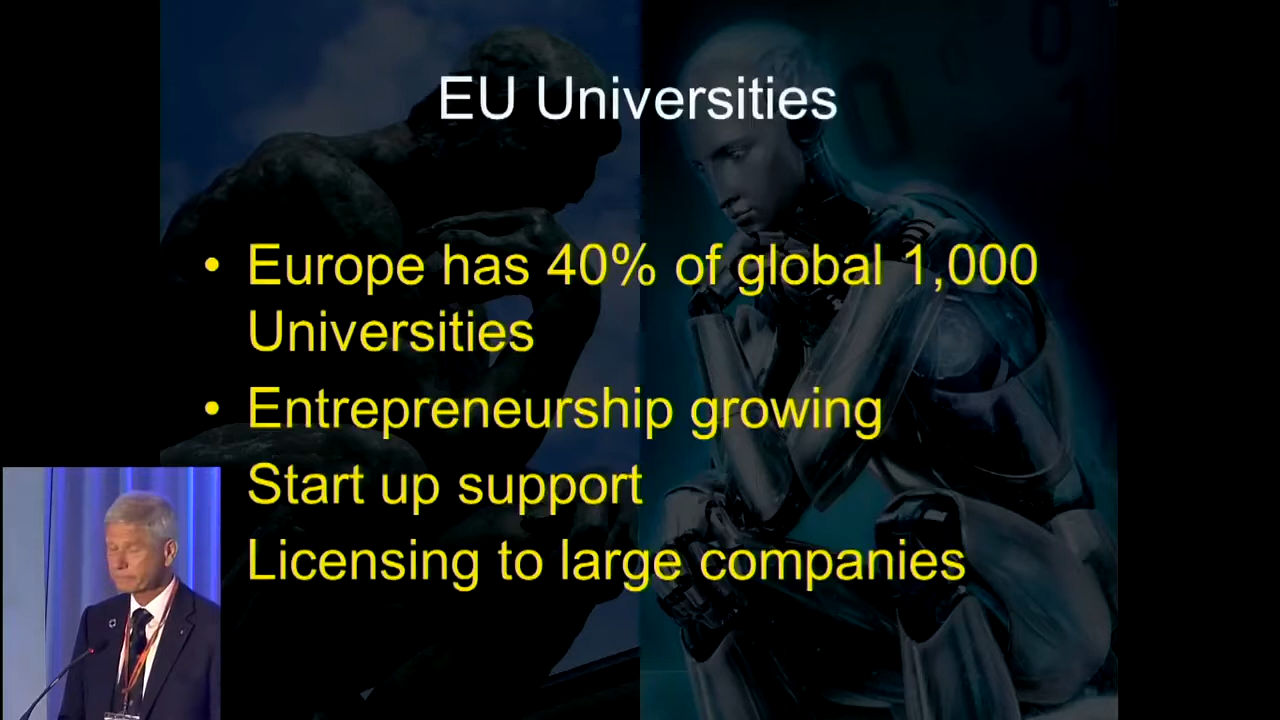 EU Universities
• Europe has 40% of global 1,000
Universities
• Entrepreneurship growing
Start up support
Licensing to large companies